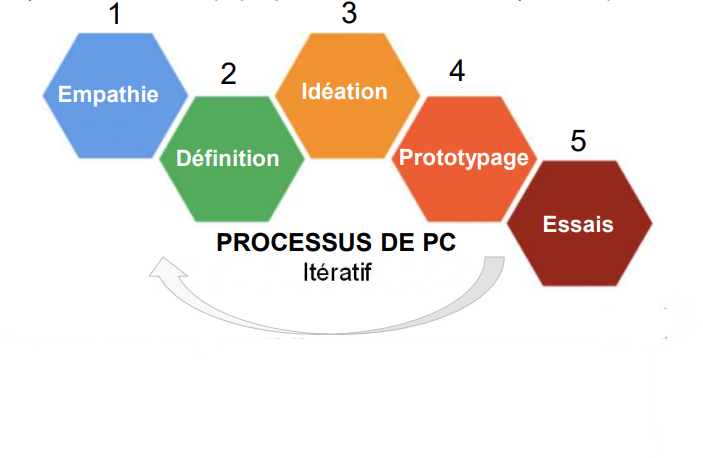 1
Empathie
2
Définition
3
Idéation
4
Prototypage
5
Essais
PROCESSUS DE PC
Itératif